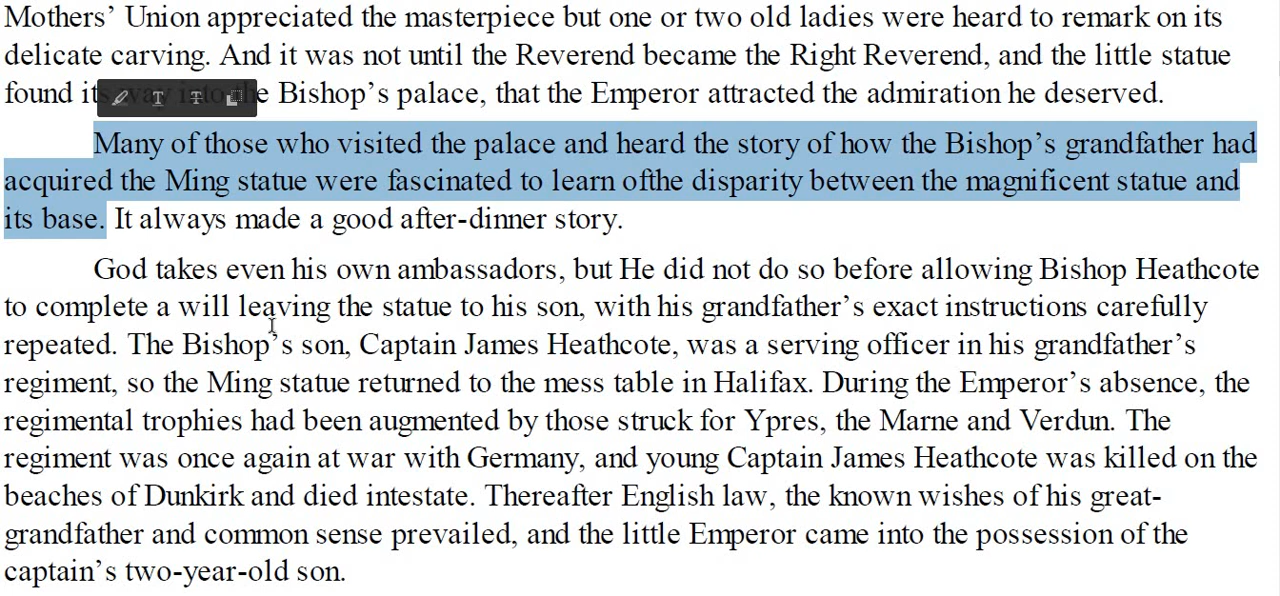 Mothers’ Union appreciated the masterpiece but one or two old ladies were heard to remark on its
delicate carving. And it was not until the Reverend became the Right Reverend, and the little statue
found its way into the Bishop’s palace, that the Emperor attracted the admiration he deserved.
Many of those who visited the palace and heard the story of how the Bishop’s grandfather had
acquired the Ming statue were fascinated to learn ofthe disparity between the magnificent statue and
its base. It always made a good after-dinner story.
God takes even his own ambassadors, but He did not do so before allowing Bishop Heathcote
to complete a will leaving the statue to his son, with his grandfather’s exact instructions carefully
repeated. The Bishop’s son, Captain James Heathcote, was a serving officer in his grandfather’s
regiment, so the Ming statue returned to the mess table in Halifax. During the Emperor’s absence, the
regimental trophies had been augmented by those struck for Ypres, the Marne and Verdun. The
regiment was once again at war with Germany, and young Captain James Heathcote was killed on the
beaches of Dunkirk and died intestate. Thereafter English law, the known wishes of his great-
grandfather and common sense prevailed, and the little Emperor came into the possession of the
captain’s two-year-old son.